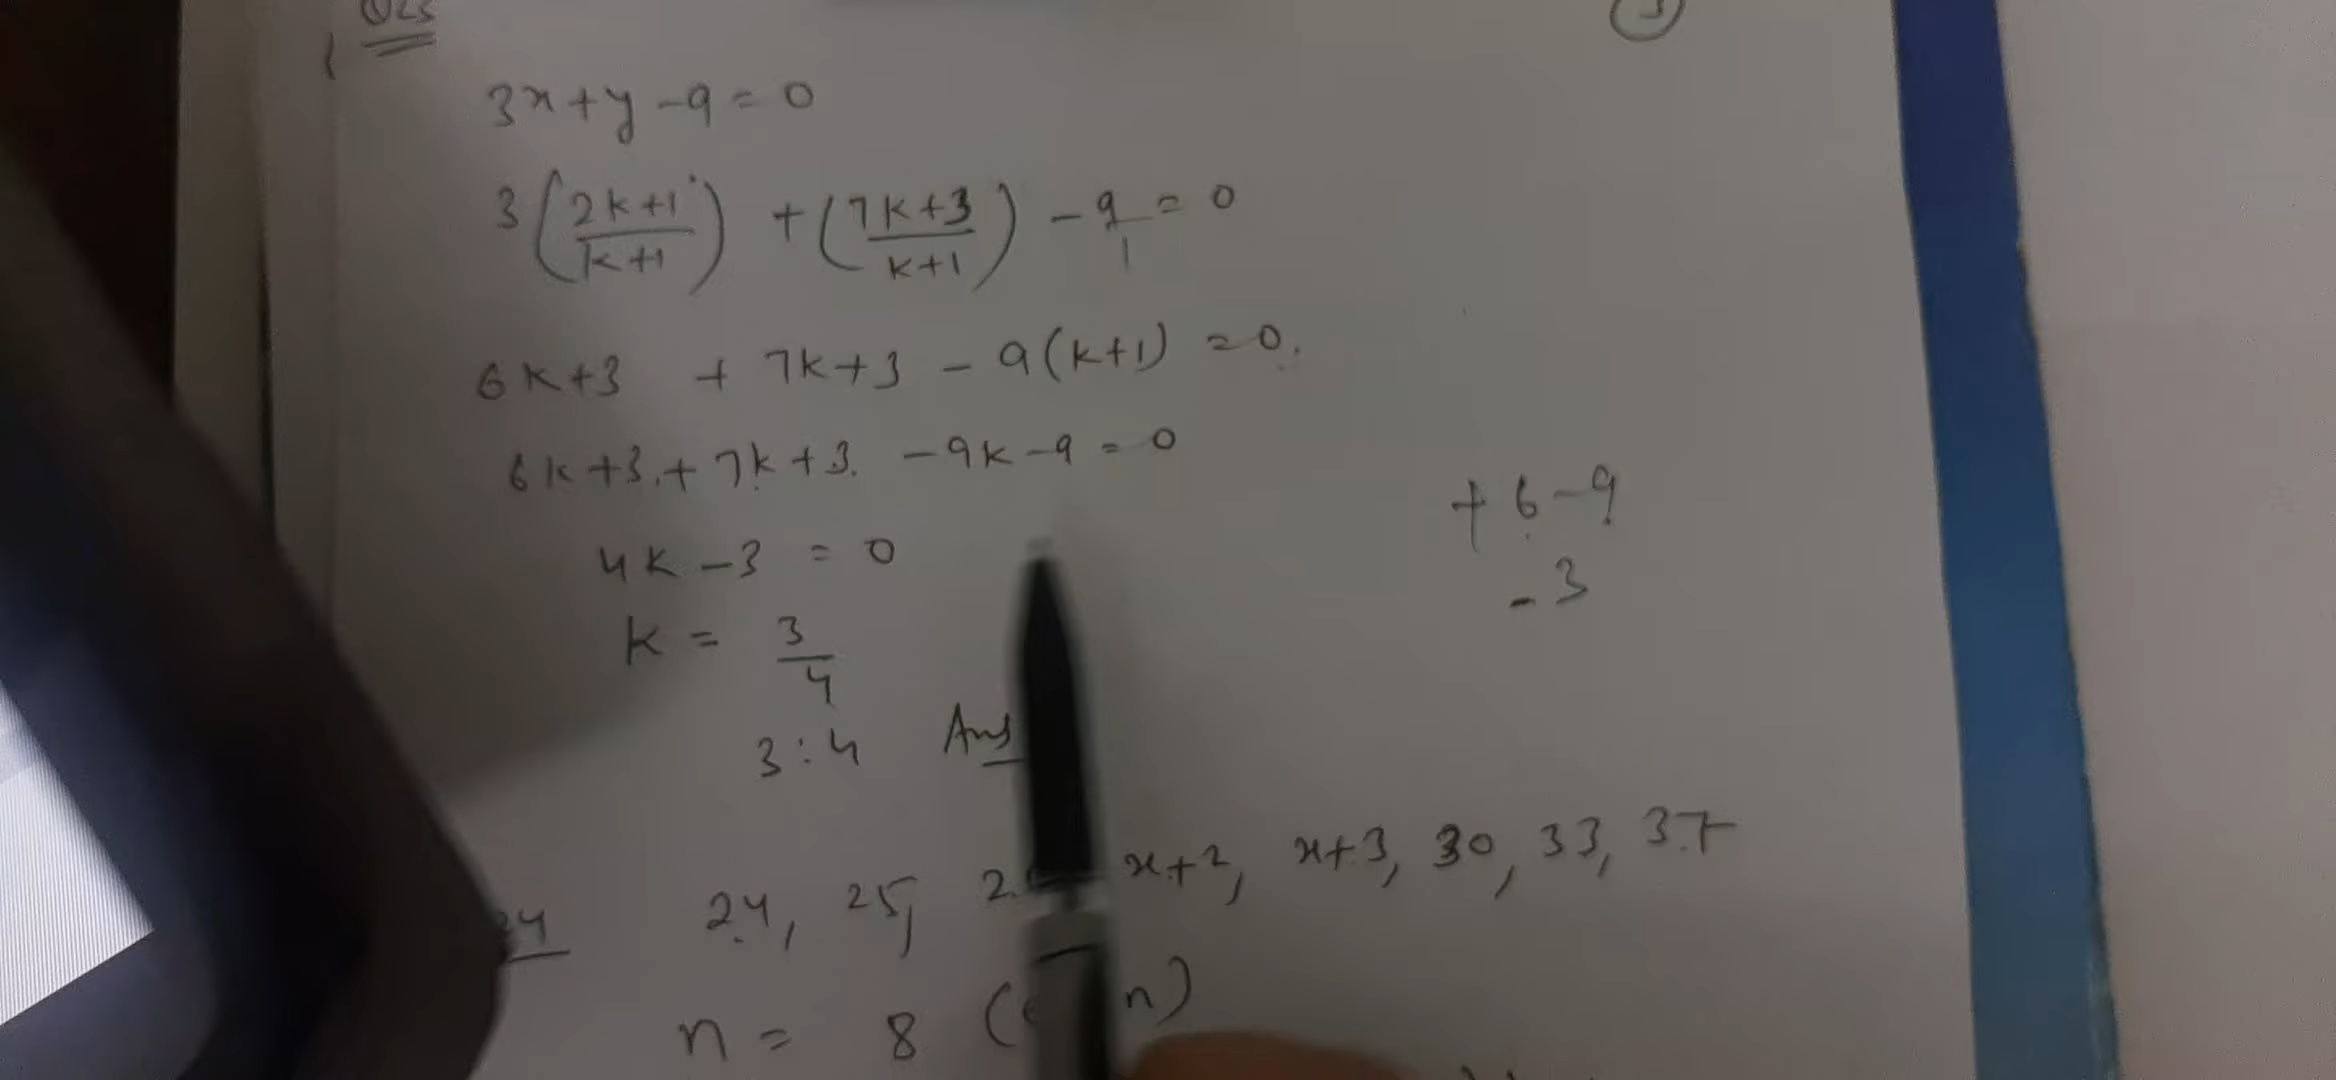 3x+y-9=0
3(2k+1/k+1) + (7k+3/k+1) - 9/1 = 0
6k+3 + 7k+3 - 9(k+1) = 0.
6k+3+7k+3 -9k-9=0
+6-9
4k-3 = 0
-3
k = 3/4
3:4 Ans
24 24, 25, x+2, x+3, 30, 33, 37
n = 8